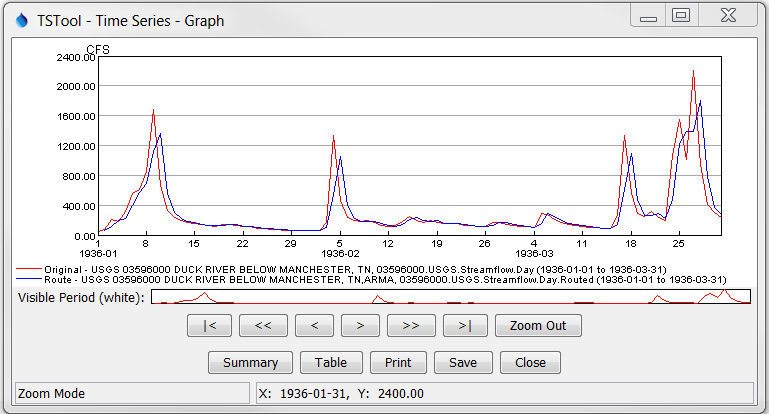 TSTool - Time Series - Graph
CFS
2400.00
2000.00
1600.00
1200.00
800.00
400.00
0.00
1 8 15 22 29 5 12 19 26 4 11 18 25
1936-01 1936-02 1936-03
Original - USGS 03596000 DUCK RIVER BELOW MANCHESTER, TN, 03596000.USGS.Streamflow.Day (1936-01-01 to 1936-03-31)
Route - USGS 03596000 DUCK RIVER BELOW MANCHESTER, TN,ARMA, 03596000.USGS.Streamflow.Day.Routed (1936-01-01 to 1936-03-31)
Visible Period (white):
|< << < > >> >| Zoom Out
Summary Table Print Save Close
Zoom Mode X: 1936-01-31, Y: 2400.00